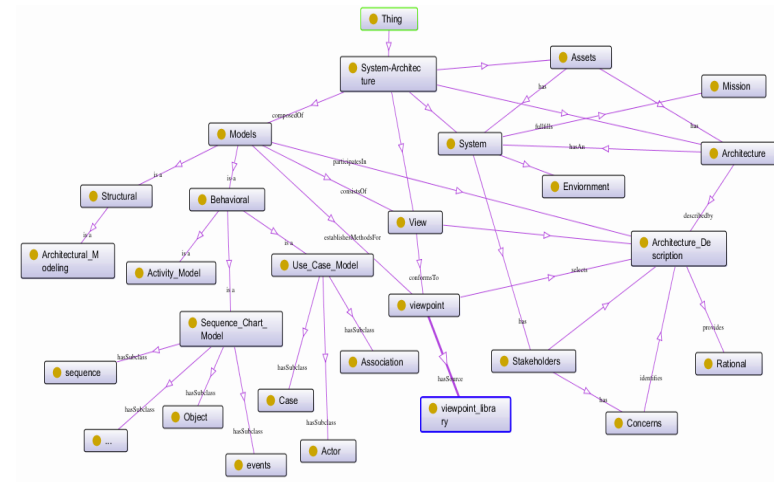 Thing
System-Architec
ture
Assets
Mission
has
composedOf
Models
System
fulfills
hasAn
has
Architecture
participatesIn
is a
is a
consistsOf
Enviornment
Structural
Behavioral
View
describedby
is a
is a
establishesMethodsFor
Architectural_M
odeling
Activity_Model
Use_Case_Model
Architecture_De
scription
conformsTo
selects
is a
viewpoint
Sequence_Chart_
Model
has
provides
hasSubclass
hasSubclass
sequence
Association
Stakeholders
Rational
hasSubclass
hasSource
identifies
hasSubclass
Case
viewpoint_libra
ry
has
Object
hasSubclass
hasSubclass
Concerns
...
Actor
events